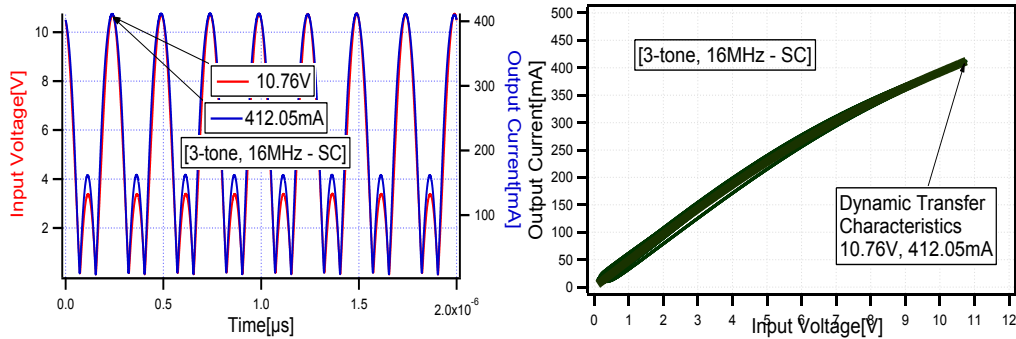 10
8
6
4
2
Input Voltage[V]
10.76V
412.05mA
[3-tone, 16MHz - SC]
400
300
200
100
Output Current[mA]
0.0
0.5
1.0
1.5
2.0x10⁻⁶
Time[µs]
500
450
400
350
300
250
200
150
100
50
0
Output Current[mA]
[3-tone, 16MHz - SC]
Dynamic Transfer
Characteristics
10.76V, 412.05mA
0 1 2 3 4 5 6 7 8 9 10 11 12
Input Voltage[V]